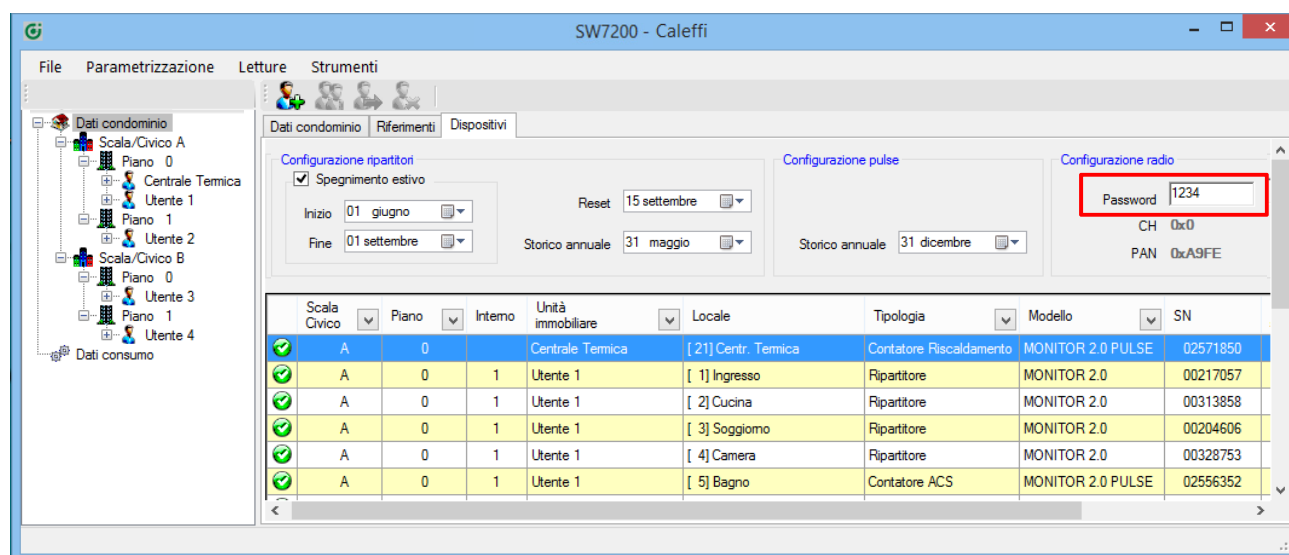 SW7200 - Caleffi
File Parametrizzazione Letture Strumenti
Dati condominio
Scala/Civico A
Piano 0
Centrale Termica
Utente 1
Piano 1
Utente 2
Scala/Civico B
Piano 0
Utente 3
Piano 1
Utente 4
Dati consumo
Dati condominio Riferimenti Dispositivi
Configurazione ripartitori
Spegnimento estivo
Inizio 01 giugno
Fine 01 settembre
Reset 15 settembre
Storico annuale 31 maggio
Configurazione pulse
Storico annuale 31 dicembre
Configurazione radio
Password 1234
CH 0x0
PAN 0xA9FE
Scala Civico Piano Interno Unità immobiliare Locale Tipologia Modello SN
A 0 Centrale Termica [ 21] Centr. Termica Contatore Riscaldamento MONITOR 2.0 PULSE 02571850
A 0 1 Utente 1 [ 1] Ingresso Ripartitore MONITOR 2.0 00217057
A 0 1 Utente 1 [ 2] Cucina Ripartitore MONITOR 2.0 00313858
A 0 1 Utente 1 [ 3] Soggiorno Ripartitore MONITOR 2.0 00204606
A 0 1 Utente 1 [ 4] Camera Ripartitore MONITOR 2.0 00328753
A 0 1 Utente 1 [ 5] Bagno Contatore ACS MONITOR 2.0 PULSE 02556352